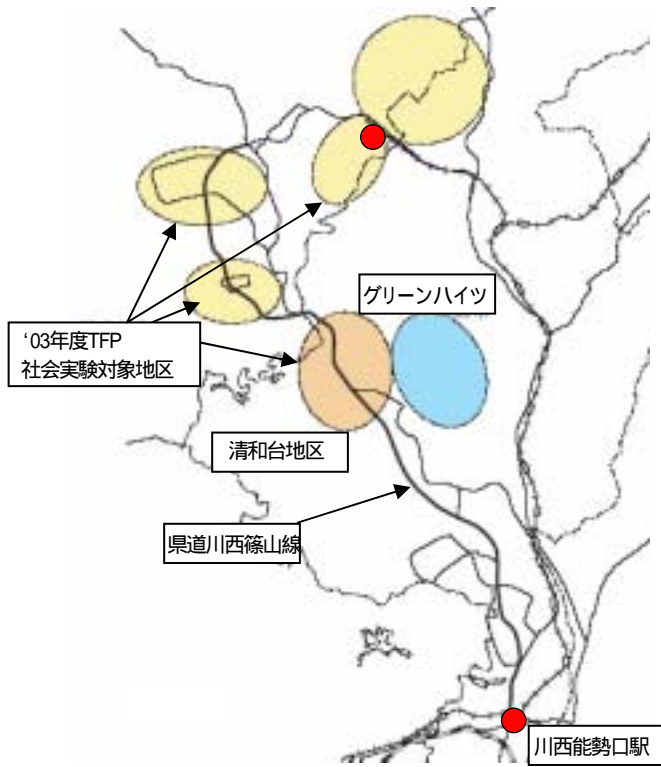 グリーンハイツ
‘03年度TFP
社会実験対象地区
清和台地区
県道川西篠山線
川西能勢口駅